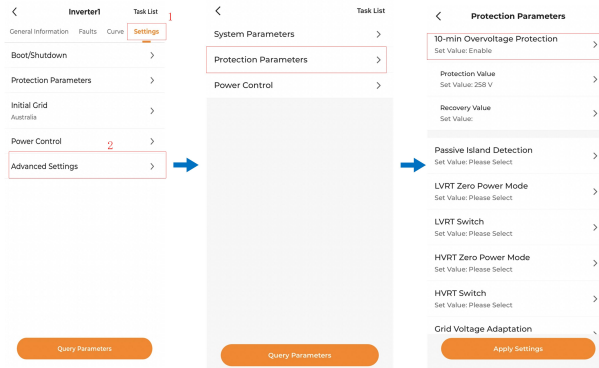 Inverter1
Task List
1
General Information
Faults
Curve
Settings
Boot/Shutdown
Protection Parameters
Initial Grid
Australia
Power Control
2
Advanced Settings
Query Parameters
Task List
System Parameters
Protection Parameters
Power Control
Query Parameters
Protection Parameters
10-min Overvoltage Protection
Set Value: Enable
Protection Value
Set Value: 258 V
Recovery Value
Set Value:
Passive Island Detection
Set Value: Please Select
LVRT Zero Power Mode
Set Value: Please Select
LVRT Switch
Set Value: Please Select
HVRT Zero Power Mode
Set Value: Please Select
HVRT Switch
Set Value: Please Select
Grid Voltage Adaptation
Apply Settings